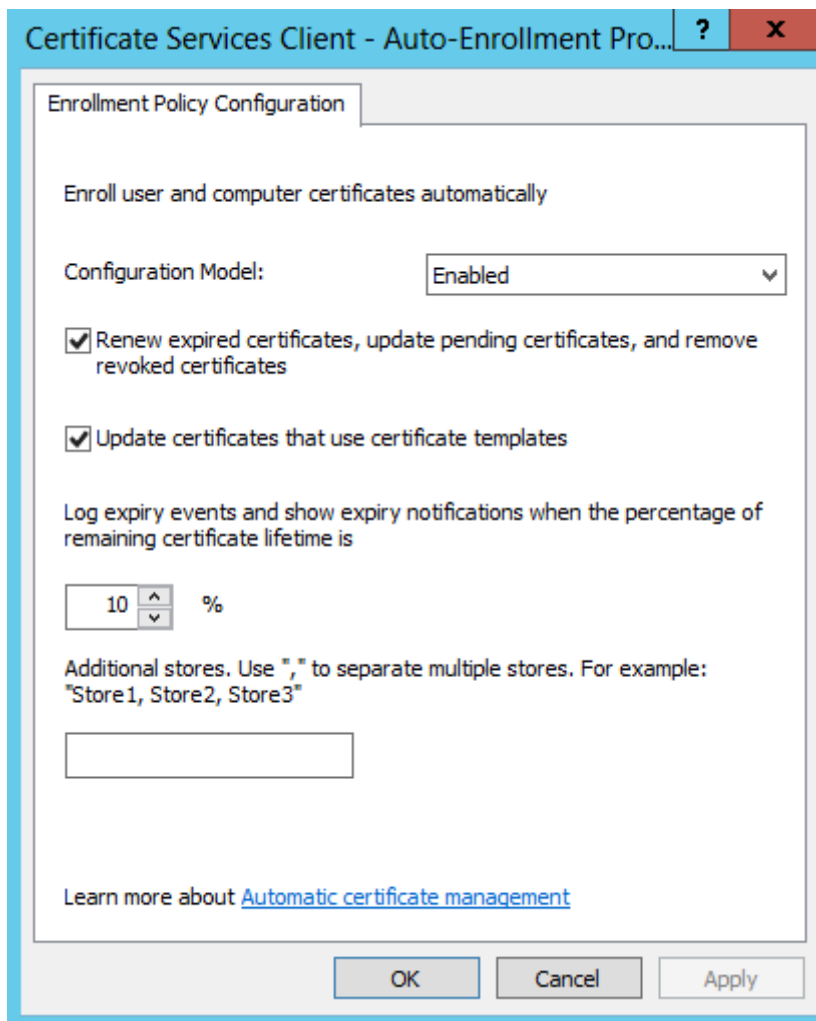 Certificate Services Client - Auto-Enrollment Pro... ? x
Enrollment Policy Configuration
Enroll user and computer certificates automatically
Configuration Model: Enabled
Renew expired certificates, update pending certificates, and remove
revoked certificates
Update certificates that use certificate templates
Log expiry events and show expiry notifications when the percentage of
remaining certificate lifetime is
10 %
Additional stores. Use "," to separate multiple stores. For example:
"Store1, Store2, Store3"
Learn more about Automatic certificate management
OK Cancel Apply